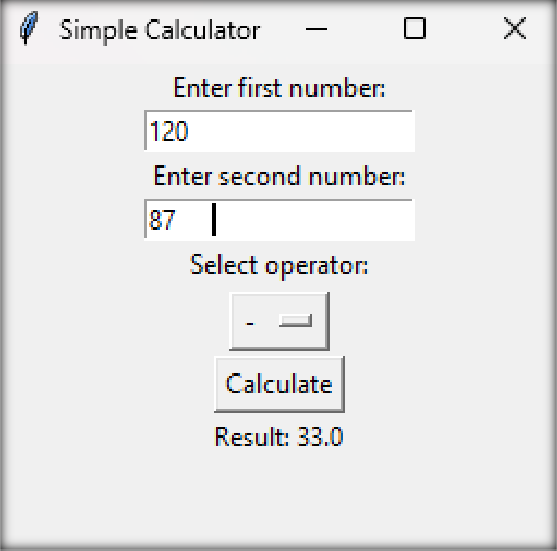 Simple Calculator
Enter first number:
120
Enter second number:
87
Select operator:
-
Calculate
Result: 33.0